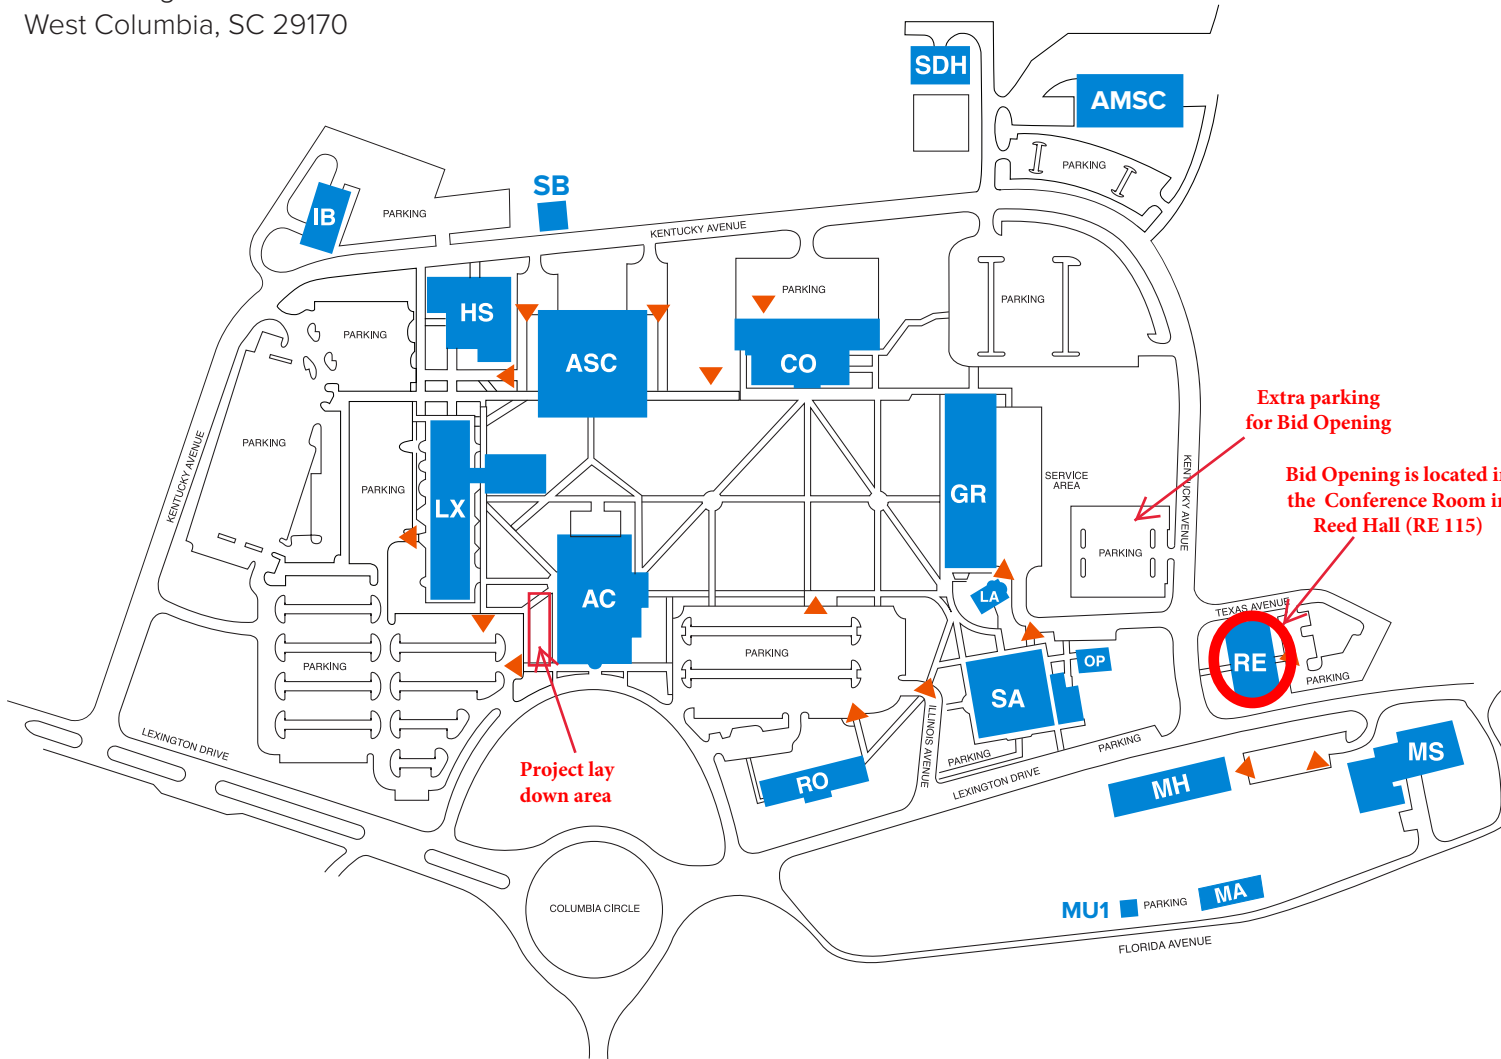 West Columbia, SC 29170
SDH
AMSC
PARKING
SB
IB
PARKING
KENTUCKY AVENUE
PARKING
PARKING
HS
PARKING
ASC
CO
Extra parking
for Bid Opening
KENTUCKY AVENUE
PARKING
PARKING
LX
GR
SERVICE
AREA
KENTUCKY AVENUE
Bid Opening is located
the Conference Room
Reed Hall (RE 115)
PARKING
AC
LA
TEXAS AVENUE
PARKING
PARKING
OP
RE
PARKING
SA
ILLINOIS AVENUE
LEXINGTON DRIVE
PARKING
PARKING
Project lay
down area
RO
LEXINGTON DRIVE
MH
MS
COLUMBIA CIRCLE
MU1
PARKING
MA
FLORIDA AVENUE